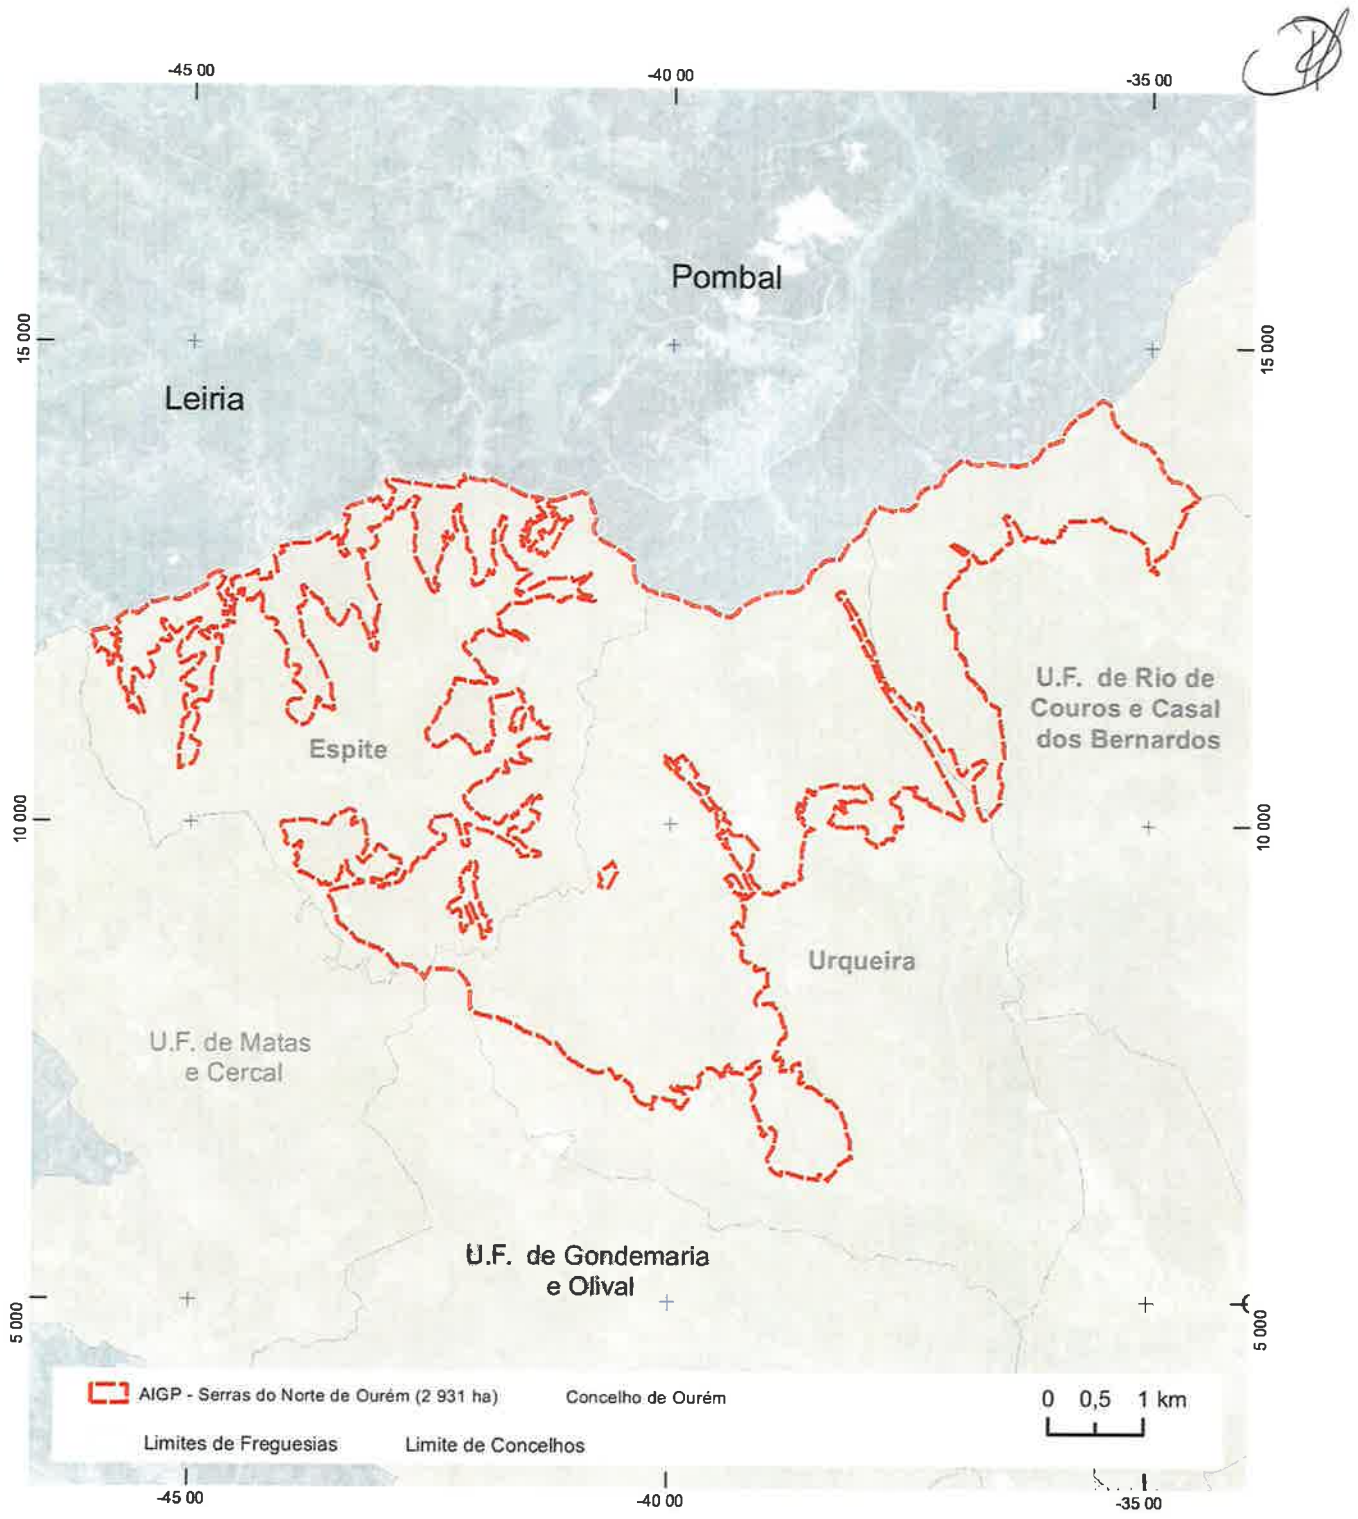 -45 00
-40 00
-35 00
15 000
15 000
Pombal
Leiria
U.F. de Rio de
Couros e Casal
dos Bernardos
Espite
10 000
10 000
Urqueira
U.F. de Matas
e Cercal
U.F. de Gondemaria
e Olival
5 000
5 000
AIGP - Serras do Norte de Ourém (2 931 ha)
Concelho de Ourém
0 0,5 1 km
Limites de Freguesias
Limite de Concelhos
-45 00
-40 00
-35 00